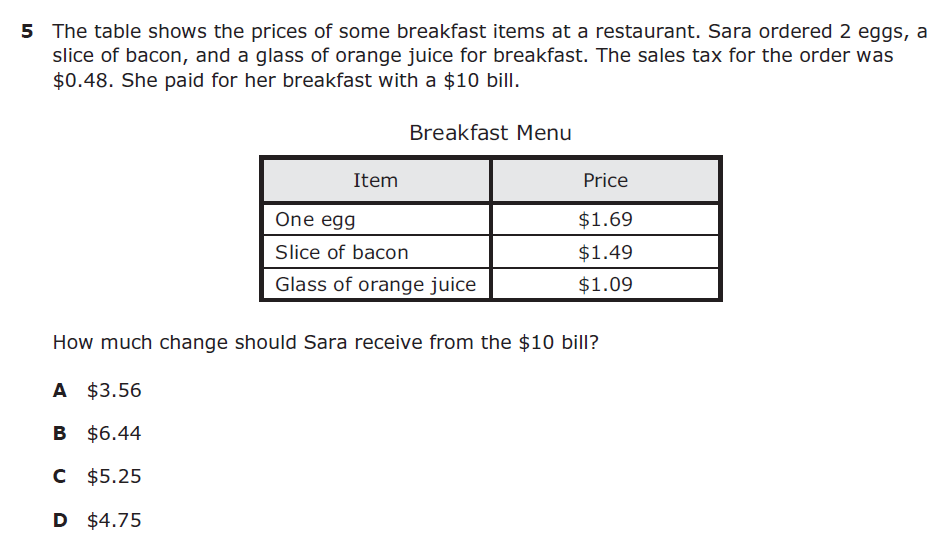 5 The table shows the prices of some breakfast items at a restaurant. Sara ordered 2 eggs, a
slice of bacon, and a glass of orange juice for breakfast. The sales tax for the order was
$0.48. She paid for her breakfast with a $10 bill.
Breakfast Menu
Item Price
One egg $1.69
Slice of bacon $1.49
Glass of orange juice $1.09
How much change should Sara receive from the $10 bill?
A $3.56
B $6.44
C $5.25
D $4.75